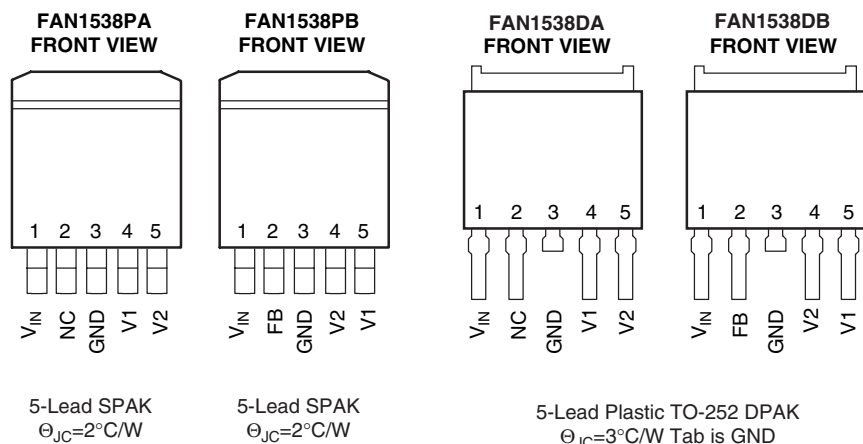 FAN1538PA
FRONT VIEW
1 2 3 4 5
VIN NC GND V1 V2
5-Lead SPAK
ΘJC=2°C/W
FAN1538PB
FRONT VIEW
1 2 3 4 5
VIN FB GND V2 V1
5-Lead SPAK
ΘJC=2°C/W
FAN1538DA
FRONT VIEW
1 2 3 4 5
VIN NC GND V1 V2
FAN1538DB
FRONT VIEW
1 2 3 4 5
VIN FB GND V2 V1
5-Lead Plastic TO-252 DPAK
ΘJC=3°C/W Tab is GND